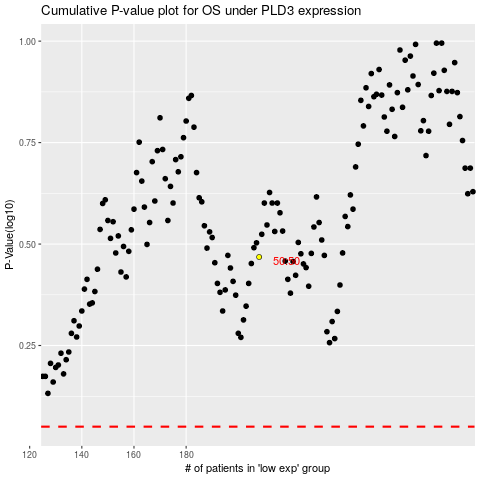 Cumulative P-value plot for OS under PLD3 expression
P-Value(log10)
1.00
0.75
0.50
0.25
50:50
120 140 160 180
# of patients in 'low exp' group